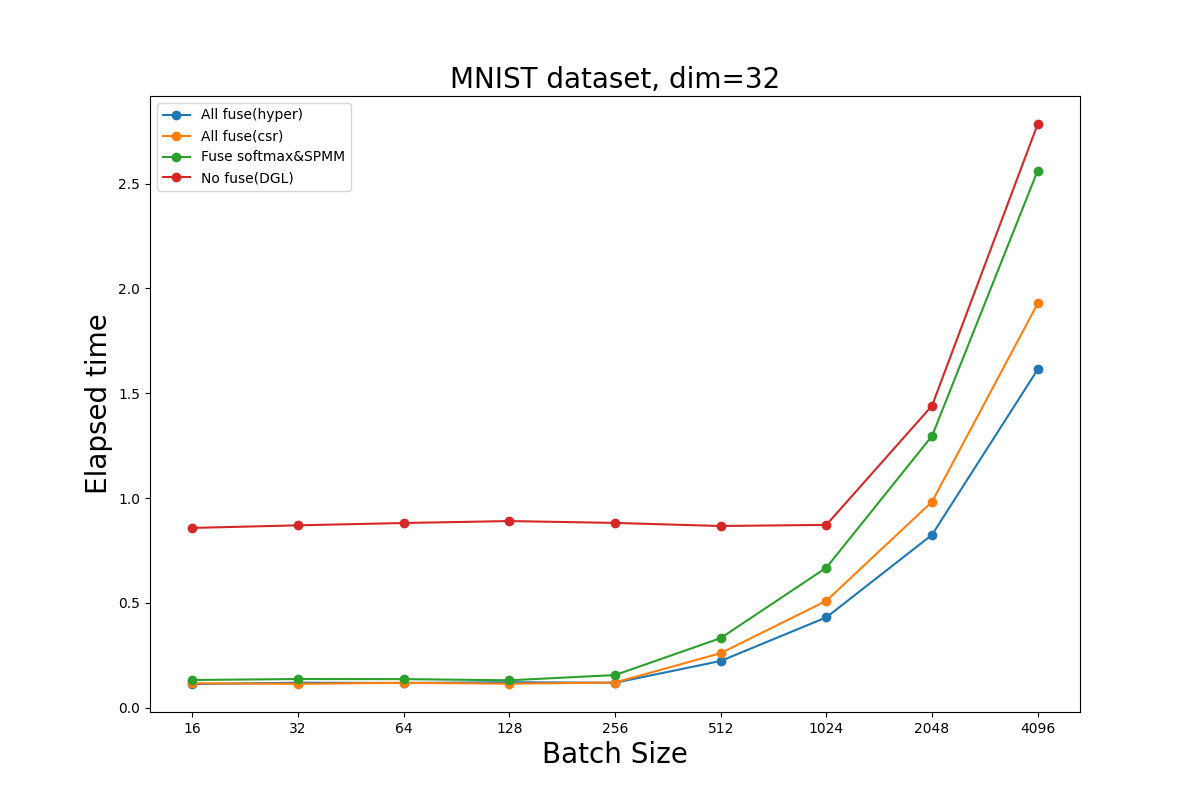 MNIST dataset, dim=32
All fuse(hyper)
All fuse(csr)
Fuse softmax&SPMM
No fuse(DGL)
Elapsed time
2.5
2.0
1.5
1.0
0.5
0.0
16 32 64 128 256 512 1024 2048 4096
Batch Size